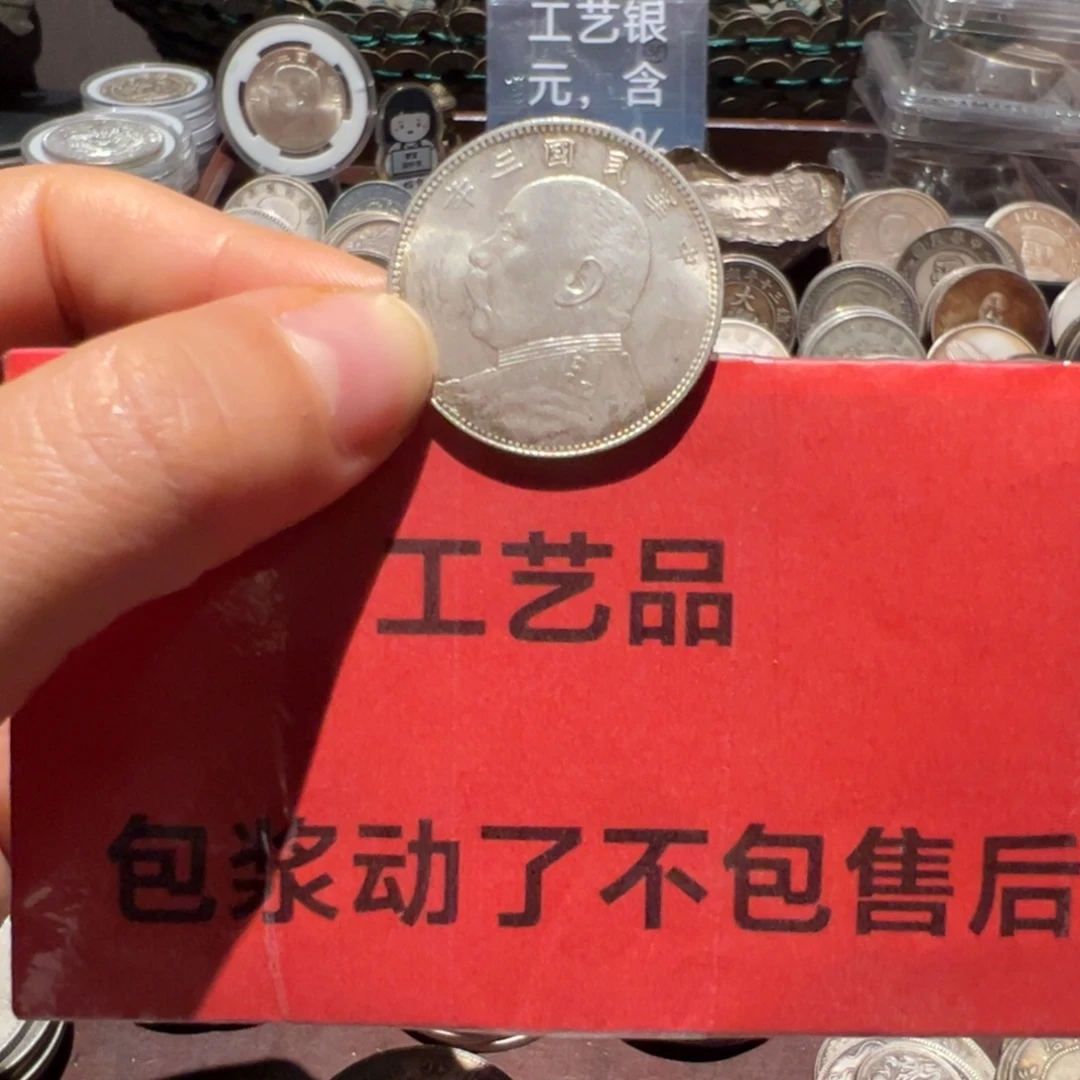 工艺银
元，含
%
中華民國三年
工艺品
包浆动了不包售后